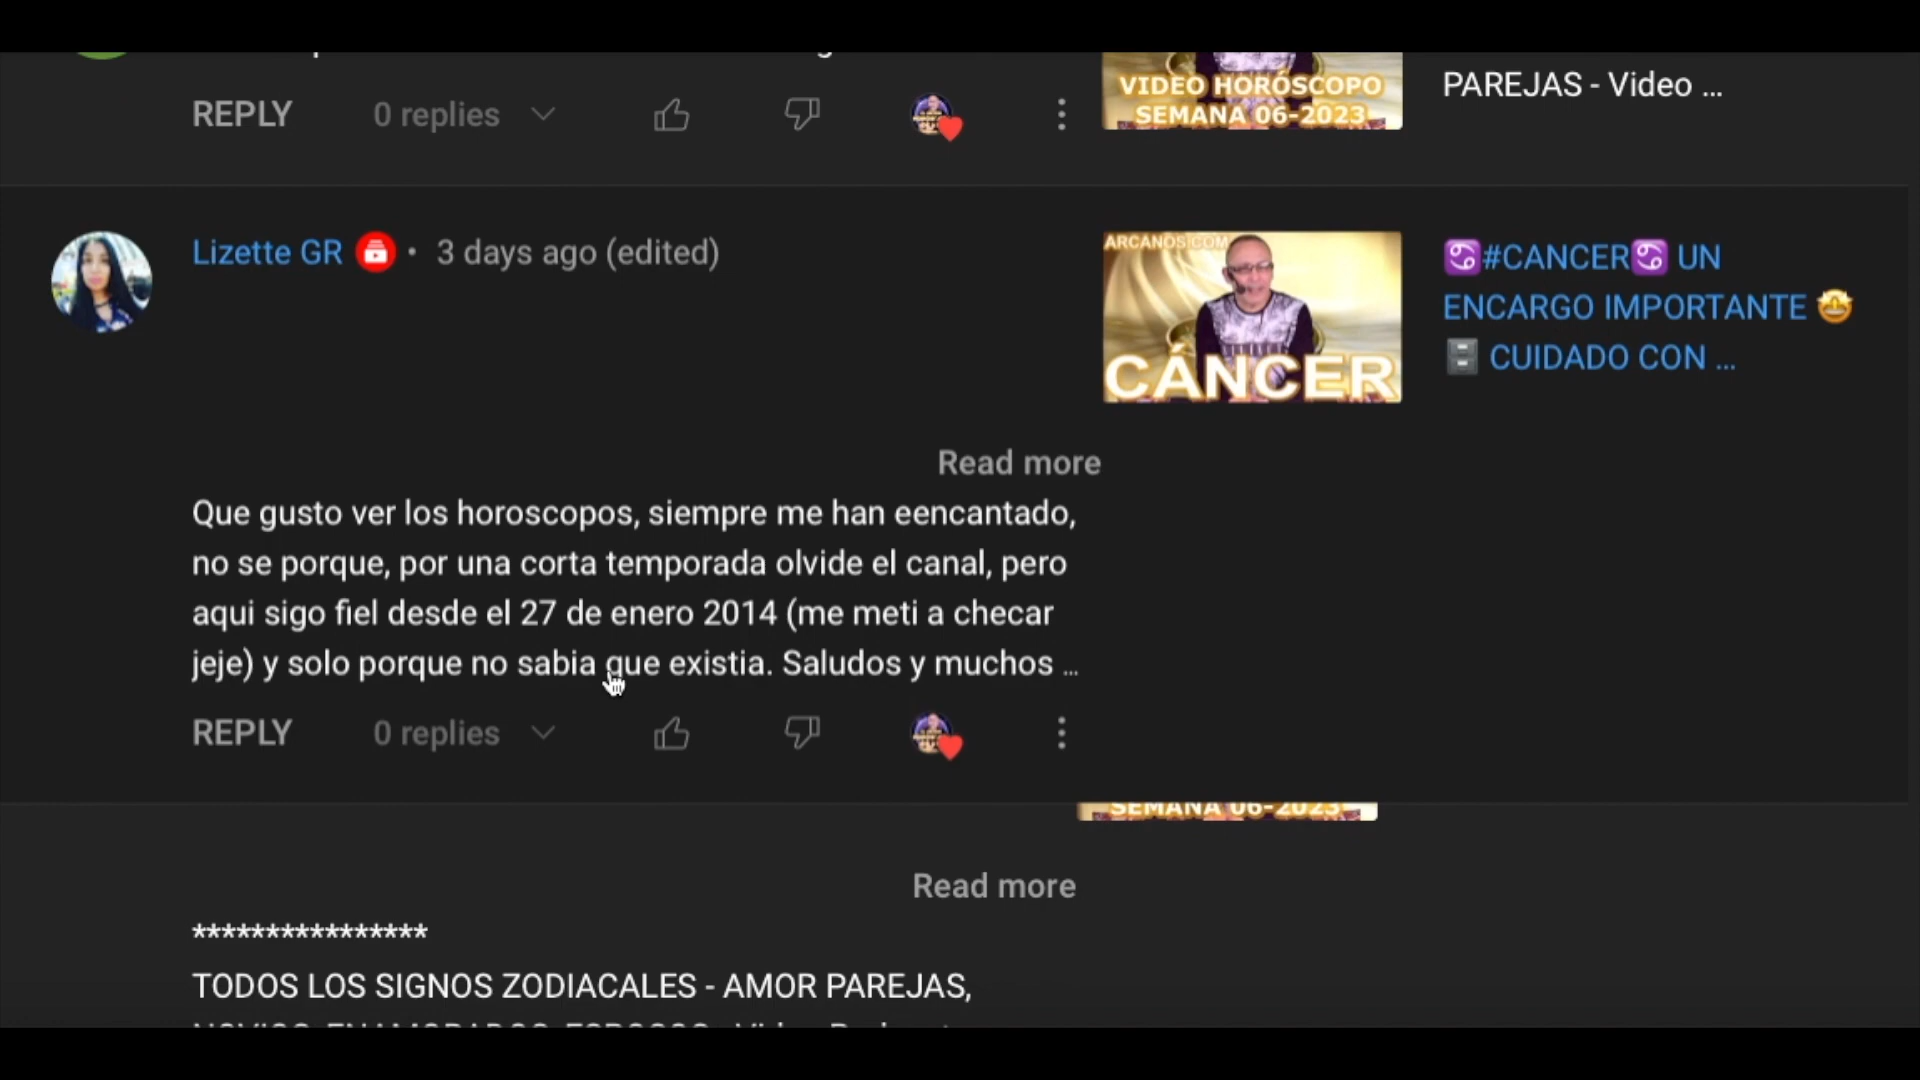 VIDEO HORÓSCOPO
SEMANA 06-2023
PAREJAS - Video ...
REPLY 0 replies
Lizette GR • 3 days ago (edited)
ARCANOS.COM
CÁNCER
♋#CANCER♋ UN
ENCARGO IMPORTANTE 🤩
🗄️ CUIDADO CON ...
Read more
Que gusto ver los horoscopos, siempre me han eencantado,
no se porque, por una corta temporada olvide el canal, pero
aqui sigo fiel desde el 27 de enero 2014 (me meti a checar
jeje) y solo porque no sabia que existia. Saludos y muchos ...
REPLY 0 replies
SEMANA 06-2023
Read more
****************
TODOS LOS SIGNOS ZODIACALES - AMOR PAREJAS,